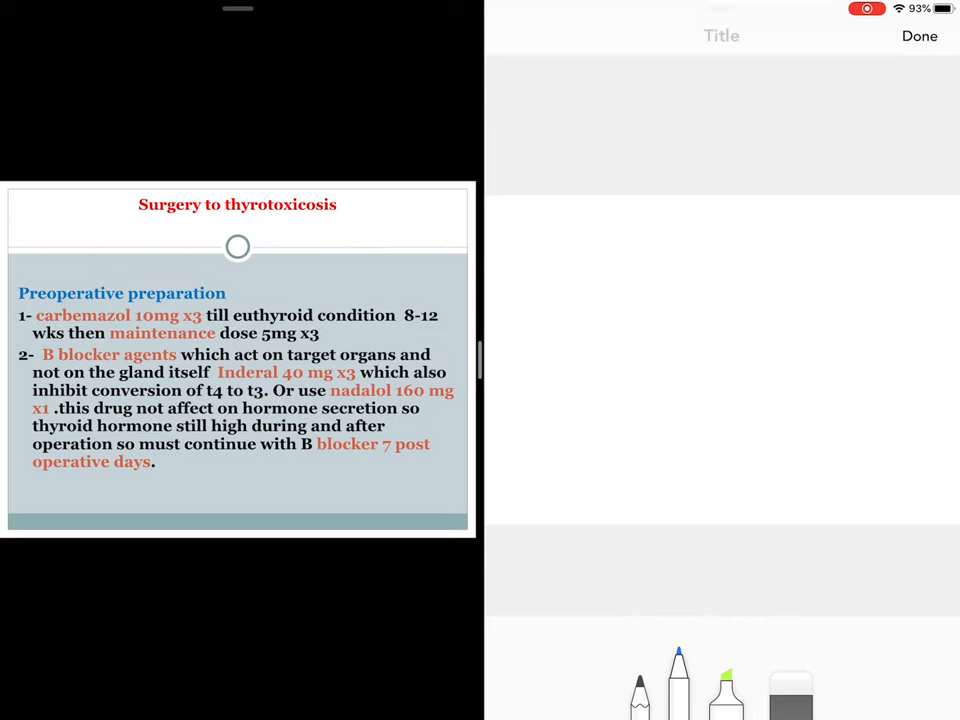 93%
Title
Done
Surgery to thyrotoxicosis
Preoperative preparation
1- carbemazol 10mg x3 till euthyroid condition 8-12
wks then maintenance dose 5mg x3
2- B blocker agents which act on target organs and
not on the gland itself Inderal 40 mg x3 which also
inhibit conversion of t4 to t3. Or use nadalol 160 mg
x1 .this drug not affect on hormone secretion so
thyroid hormone still high during and after
operation so must continue with B blocker 7 post
operative days.